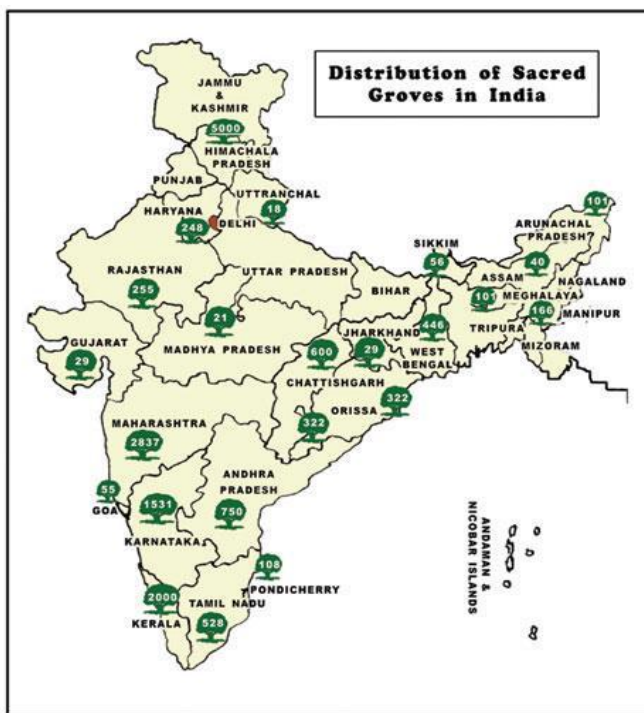 Distribution of Sacred
Groves in India
JAMMU
&
KASHMIR
5000
HIMACHALA
PRADESH
PUNJAB
UTTRANCHAL
18
HARYANA
248
DELHI
RAJASTHAN
255
UTTAR PRADESH
BIHAR
SIKKIM
56
101
ARUNACHAL
PRADESH?
40
ASSAM
NAGALAND
101
MEGHALAYA
166
MANIPUR
TRIPURA
MIZORAM
GUJARAT
29
21
MADHYA PRADESH
JHARKHAND
29
446
WEST
BENGAL
600
CHATTISHGARH
322
ORISSA
322
MAHARASHTRA
2837
ANDHRA
PRADESH
750
55
GOA
1531
KARNATAKA
108
PONDICHERRY
2000
KERALA
TAMIL NADU
528
ANDAMAN &
NICOBAR ISLANDS